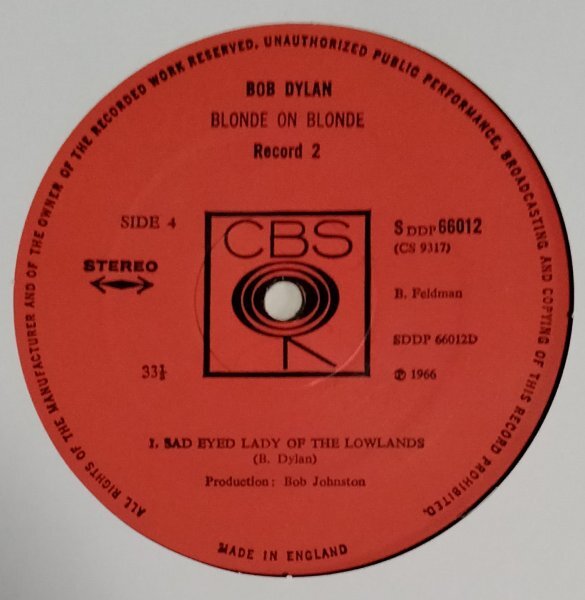 ALL RIGHTS OF THE MANUFACTURER AND OF THE OWNER OF THE RECORDED WORK RESERVED. UNAUTHORIZED PUBLIC PERFORMANCE, BROADCASTING AND COPYING OF THIS RECORD PROHIBITED.
BOB DYLAN
BLONDE ON BLONDE
Record 2
SIDE 4
STEREO
33⅓
CBS
S DDP 66012
(CS 9317)
B. Feldman
SDDP 66012D
℗ 1966
1. SAD EYED LADY OF THE LOWLANDS
(B. Dylan)
Production: Bob Johnston
MADE IN ENGLAND